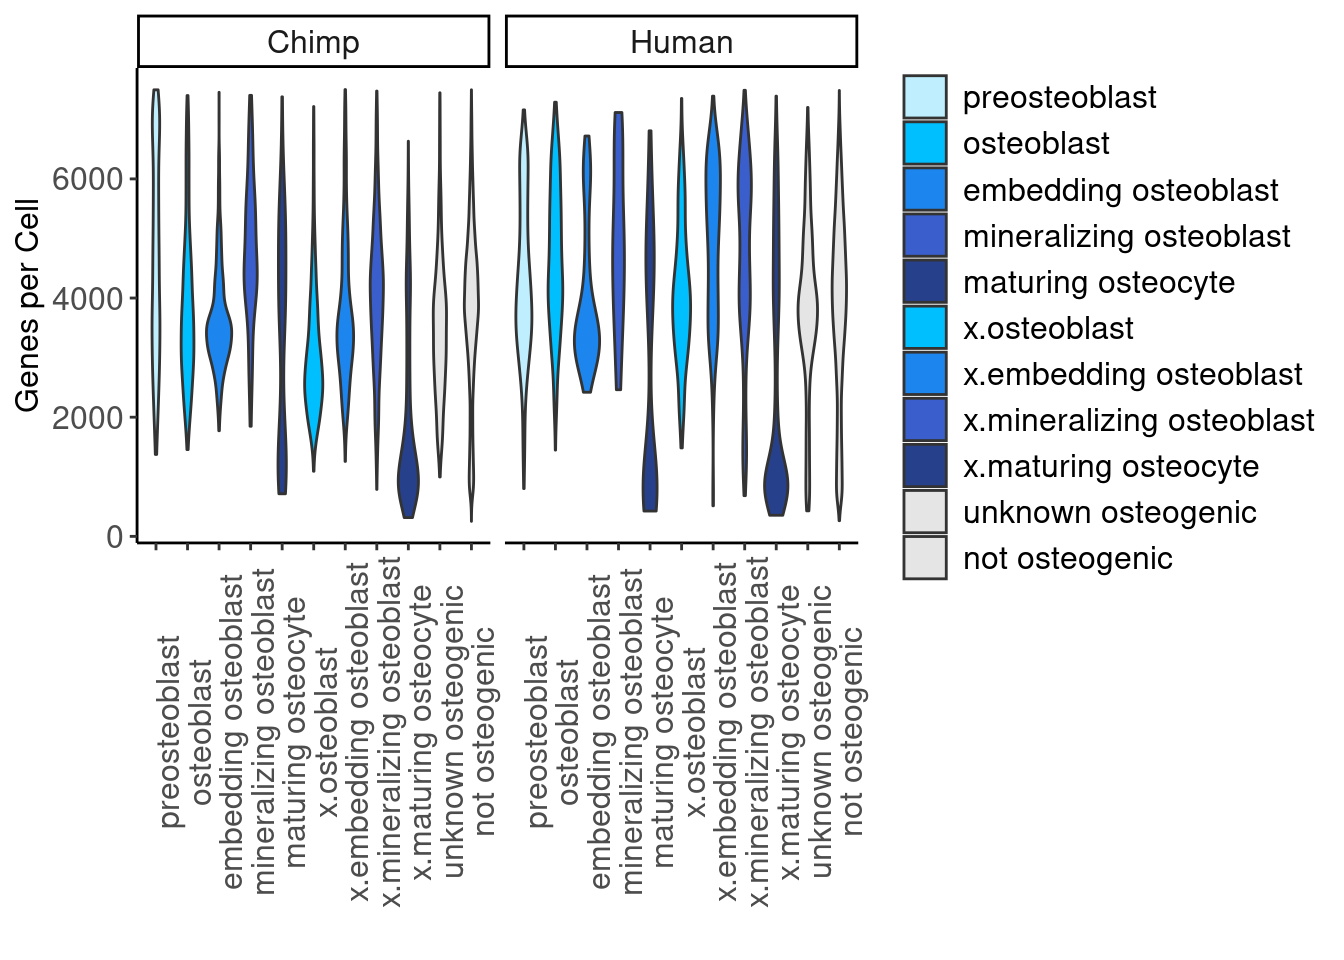 Chimp
Human
Genes per Cell
6000
4000
2000
0
preosteoblast
osteoblast
embedding osteoblast
mineralizing osteoblast
maturing osteocyte
x.osteoblast
x.embedding osteoblast
x.mineralizing osteoblast
x.maturing osteocyte
unknown osteogenic
not osteogenic
preosteoblast
osteoblast
embedding osteoblast
mineralizing osteoblast
maturing osteocyte
x.osteoblast
x.embedding osteoblast
x.mineralizing osteoblast
x.maturing osteocyte
unknown osteogenic
not osteogenic
preosteoblast
osteoblast
embedding osteoblast
mineralizing osteoblast
maturing osteocyte
x.osteoblast
x.embedding osteoblast
x.mineralizing osteoblast
x.maturing osteocyte
unknown osteogenic
not osteogenic